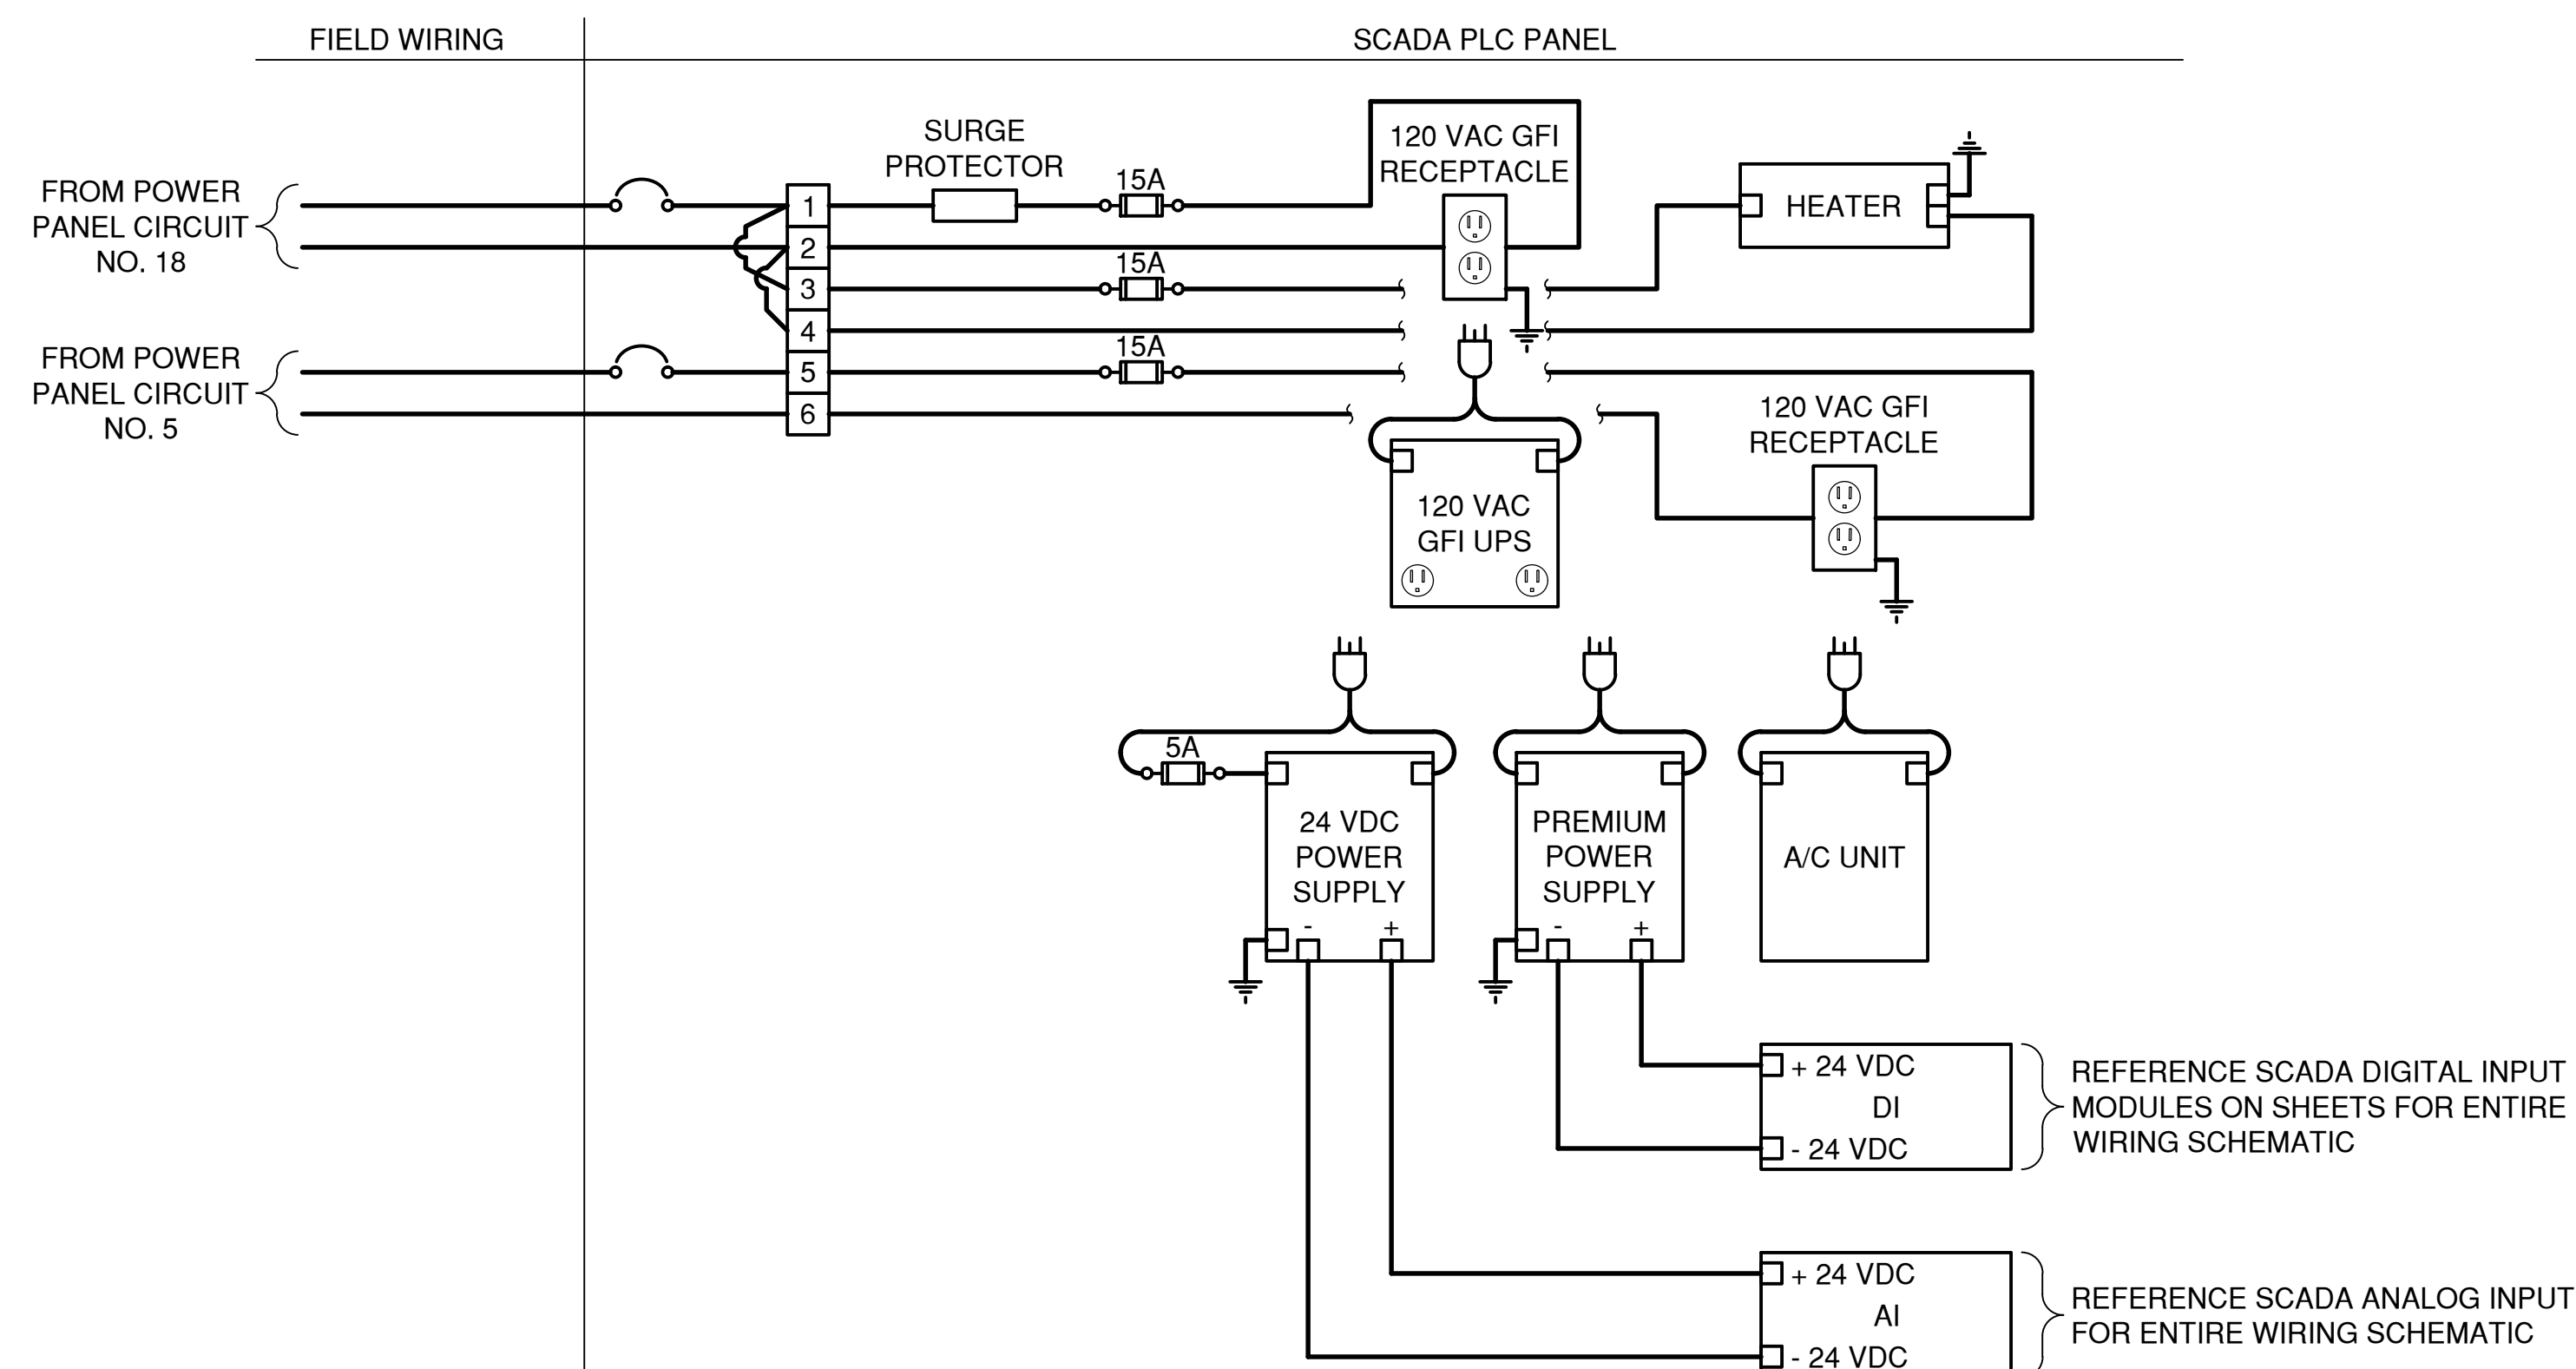 FIELD WIRING
SCADA PLC PANEL
FROM POWER
PANEL CIRCUIT
NO. 18
SURGE
PROTECTOR
15A
120 VAC GFI
RECEPTACLE
HEATER
1
2
3
4
5
6
15A
15A
FROM POWER
PANEL CIRCUIT
NO. 5
120 VAC GFI
RECEPTACLE
120 VAC
GFI UPS
5A
24 VDC
POWER
SUPPLY
- +
PREMIUM
POWER
SUPPLY
- +
A/C UNIT
+ 24 VDC
DI
- 24 VDC
REFERENCE SCADA DIGITAL INPUT
MODULES ON SHEETS FOR ENTIRE
WIRING SCHEMATIC
+ 24 VDC
AI
- 24 VDC
REFERENCE SCADA ANALOG INPUT
FOR ENTIRE WIRING SCHEMATIC